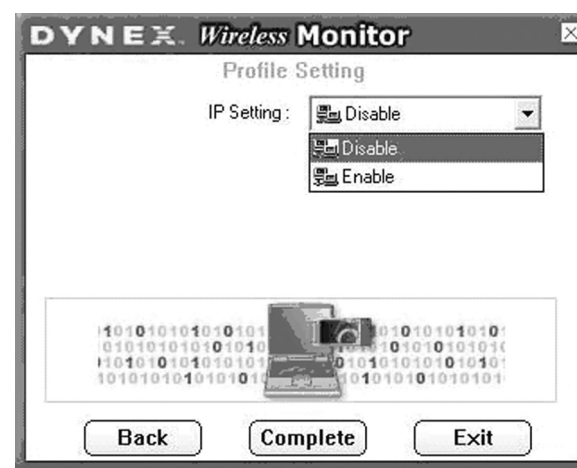 DYNEX Wireless Monitor
Profile Setting
IP Setting : Disable
Disable
Enable
Back Complete Exit